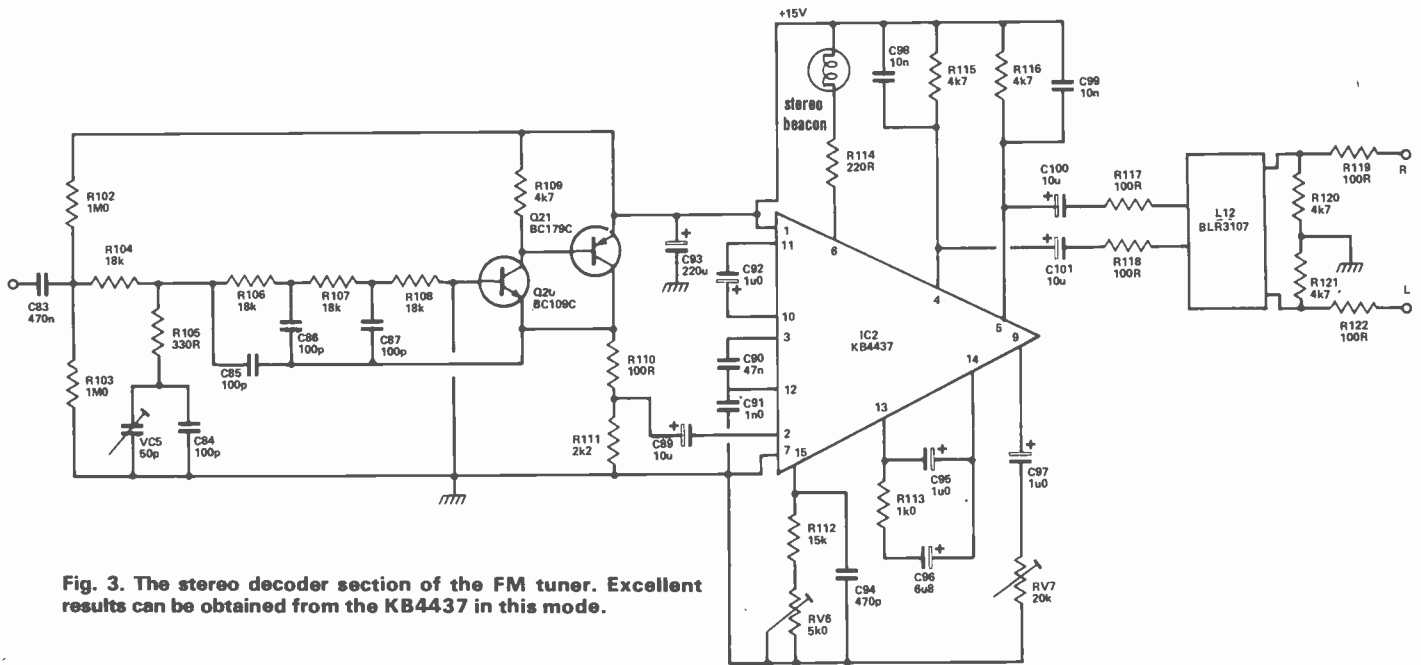 +15V
C98
10n
R115
4k7
R116
4k7
C99
10n
stereo
beacon
R114
220R
R102
1M0
R109
4k7
Q21
BC179C
R104
18k
C83
470n
R106
18k
R107
18k
R108
18k
Q20
BC109C
R105
330R
C86
100p
C87
100p
C85
100p
R103
1M0
VC5
50p
C84
100p
R110
100R
R111
2k2
C89
10u
C93
220u
C92
1u0
C90
47n
C91
1n0
1
11
10
3
12
2
7
15
6
4
5
9
14
13
IC2
KB4437
C100
10u
R117
100R
C101
10u
R118
100R
L12
BLR3107
R119
100R
R
R120
4k7
R121
4k7
L
R122
100R
R112
15k
RV6
5k0
C94
470p
R113
1k0
C95
1u0
C96
6u8
C97
1u0
RV7
20k
Fig. 3. The stereo decoder section of the FM tuner. Excellent
results can be obtained from the KB4437 in this mode.